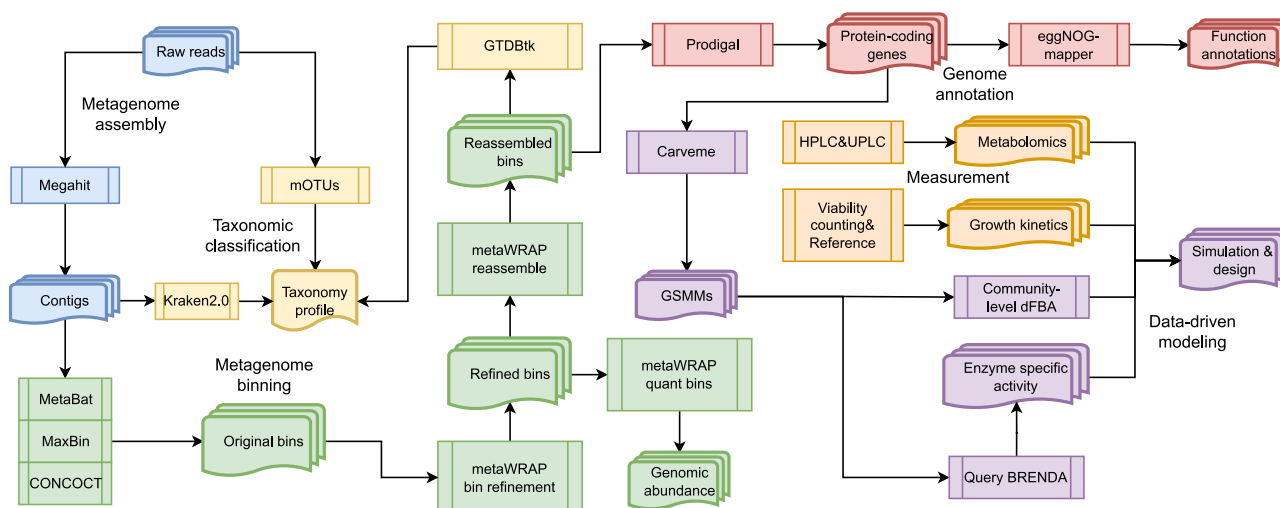 Raw reads
GTDBtk
Prodigal
Protein-coding
genes
eggNOG-
mapper
Function
annotations
Metagenome
assembly
Genome
annotation
Reassembled
bins
Carveme
HPLC&UPLC
Metabolomics
Measurement
Megahit
mOTUs
Viability
counting&
Reference
Growth kinetics
Taxonomic
classification
metaWRAP
reassemble
Simulation &
design
Contigs
Kraken2.0
Taxonomy
profile
GSMMs
Community-
level dFBA
Data-driven
modeling
Metagenome
binning
Refined bins
metaWRAP
quant bins
Enzyme specific
activity
MetaBat
MaxBin
CONCOCT
Original bins
metaWRAP
bin refinement
Genomic
abundance
Query BRENDA